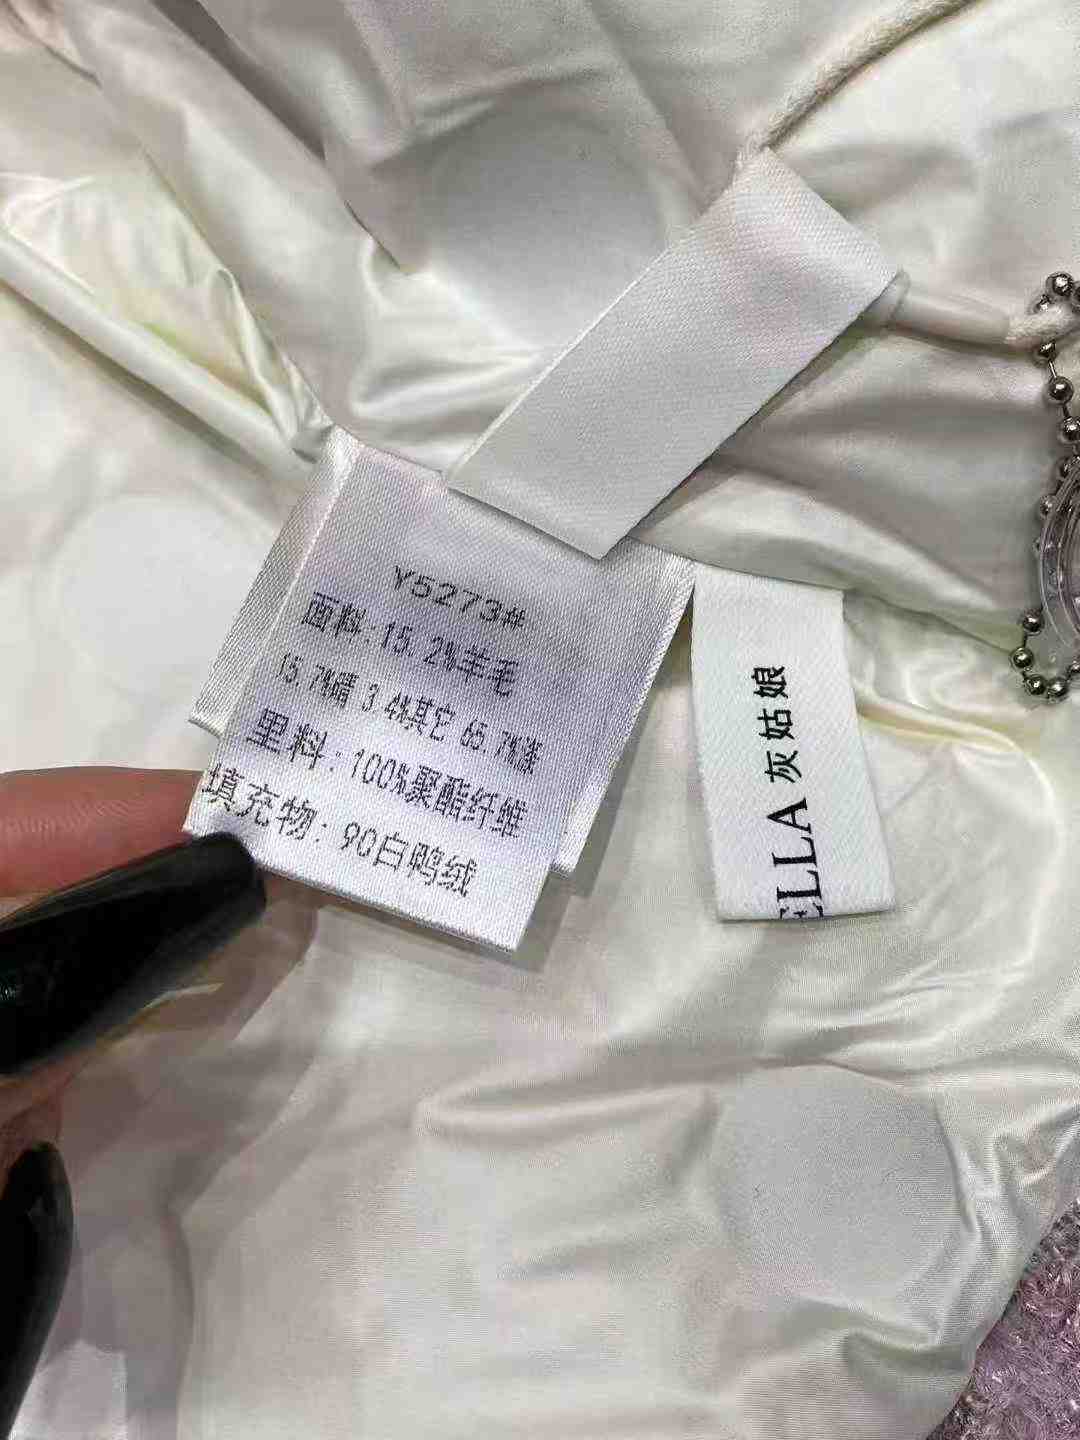 Y5273#
面料:15.2%羊毛
15.7%晴 3.4%其它 65.7%涤
里料: 100%聚酯纤维
填充物: 90白鸭绒
ELLA 灰姑娘